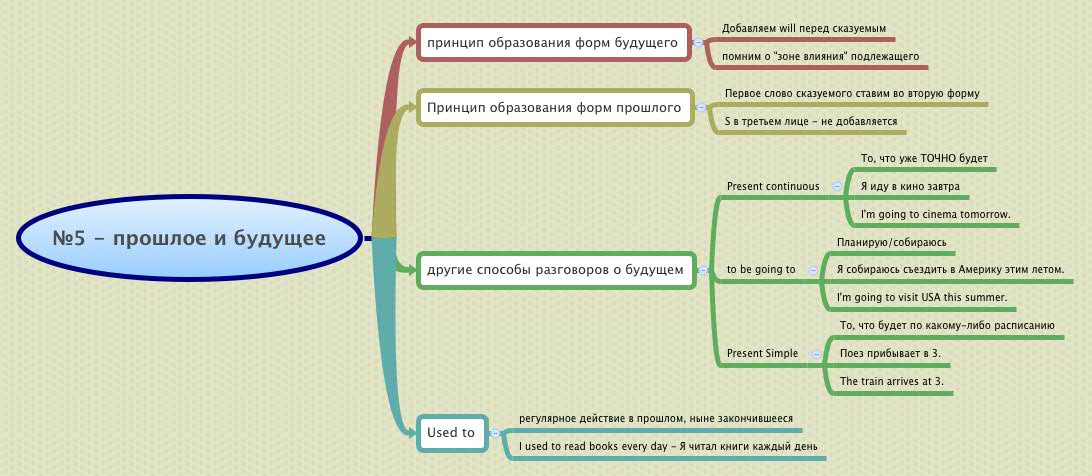 №5 - прошлое и будущее
принцип образования форм будущего
Добавляем will перед сказуемым
помним о "зоне влияния" подлежащего
Принцип образования форм прошлого
Первое слово сказуемого ставим во вторую форму
S в третьем лице - не добавляется
другие способы разговоров о будущем
Present continuous
То, что уже ТОЧНО будет
Я иду в кино завтра
I'm going to cinema tomorrow.
to be going to
Планирую/собираюсь
Я собираюсь съездить в Америку этим летом.
I'm going to visit USA this summer.
Present Simple
То, что будет по какому-либо расписанию
Поез прибывает в 3.
The train arrives at 3.
Used to
регулярное действие в прошлом, ныне закончившееся
I used to read books every day - Я читал книги каждый день